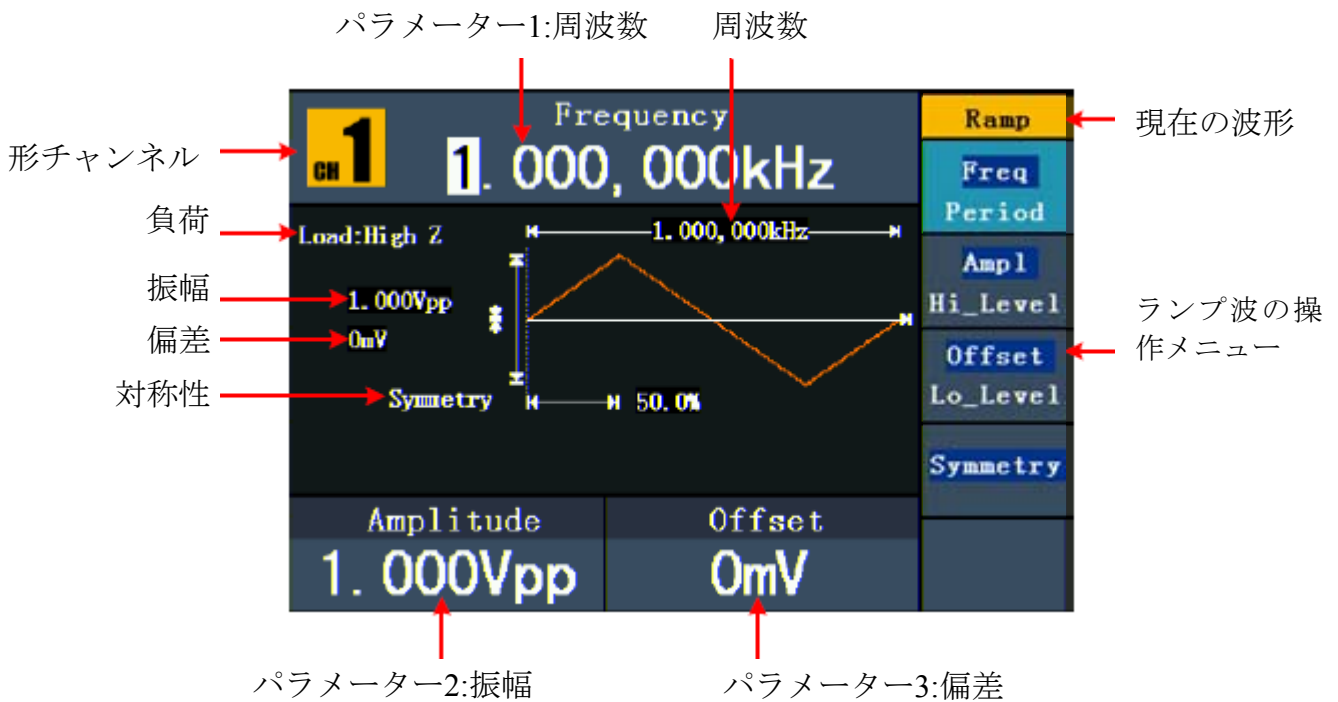 パラメーター1:周波数
周波数
Frequency
Ramp
現在の波形
CH 1
形チャンネル
1.000,000kHz
Freq
Period
負荷
Load:High Z
1.000,000kHz
Ampl
Hi_Level
振幅
1.000Vpp
ランプ波の操
作メニュー
偏差
0mV
Offset
Lo_Level
対称性
Symmetry
50.0%
Symmetry
Amplitude
Offset
1.000Vpp
0mV
パラメーター2:振幅
パラメーター3:偏差